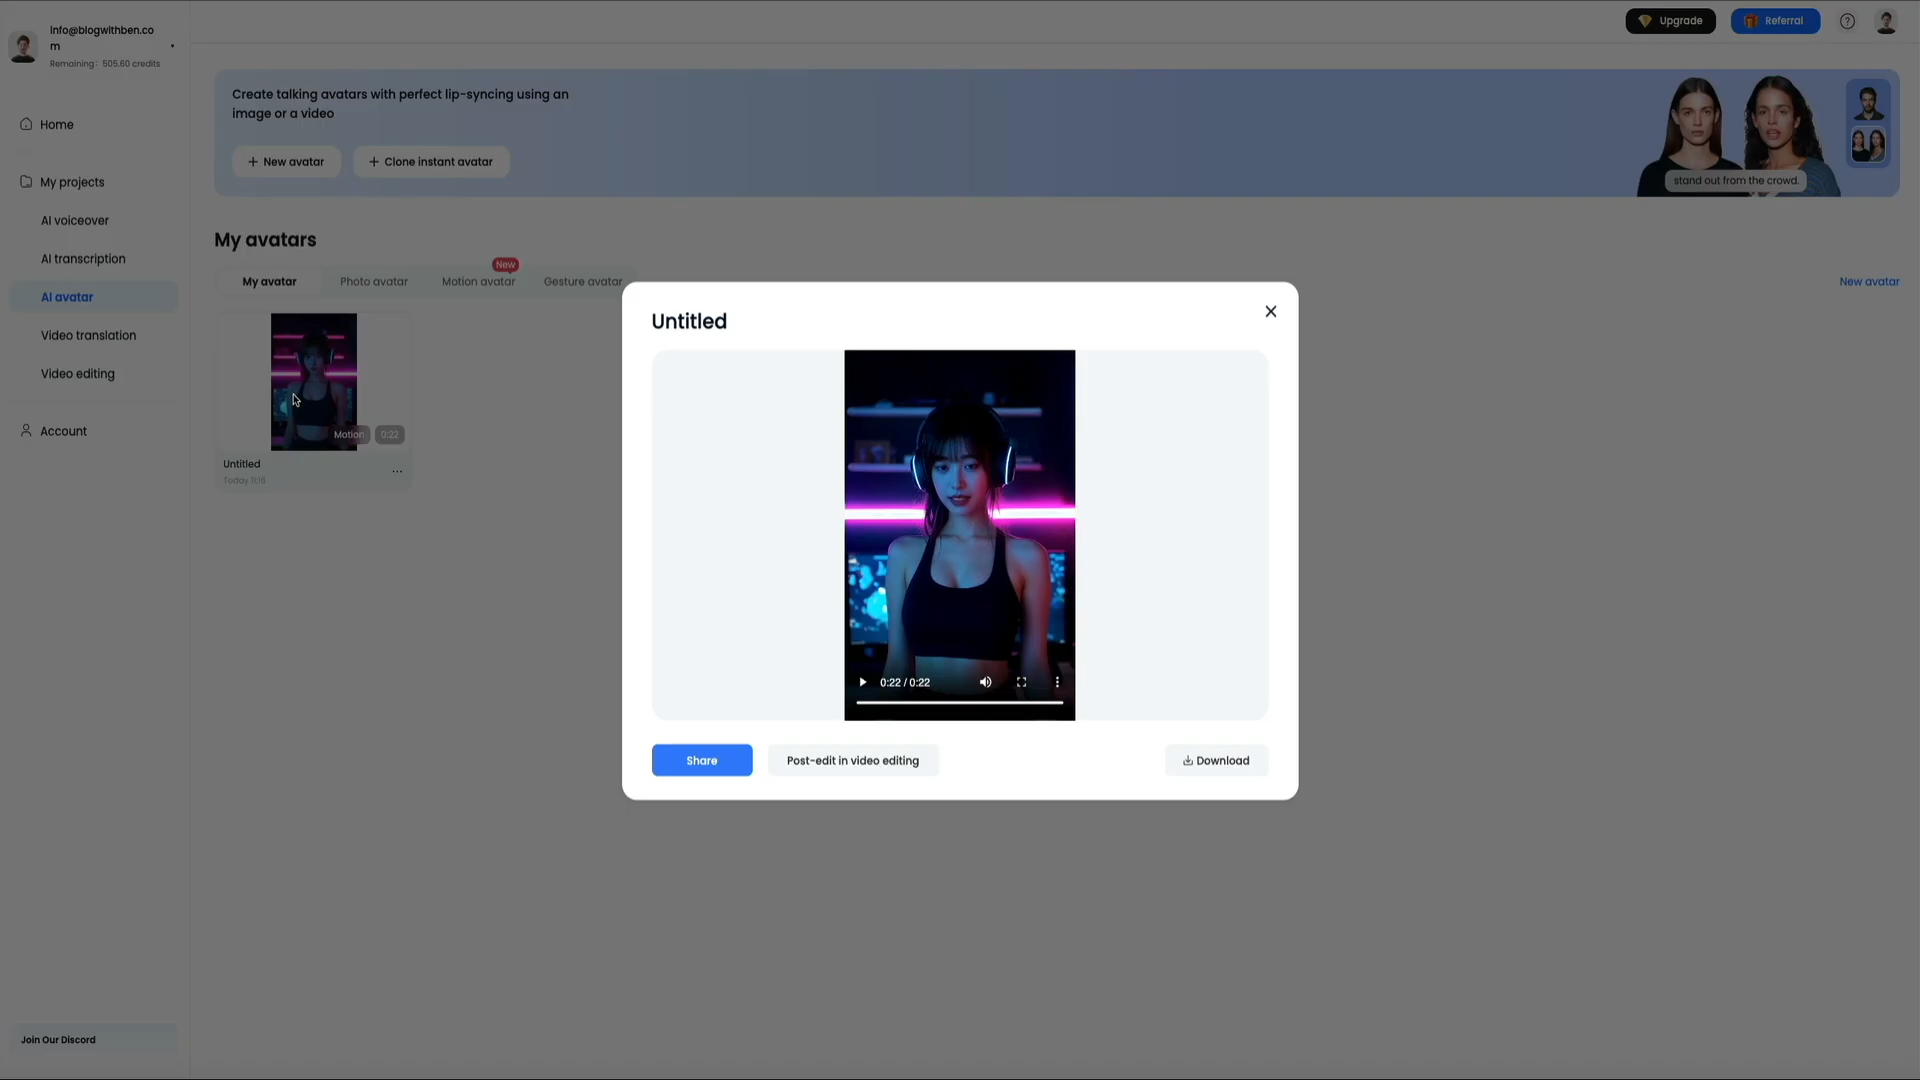 Info@blogwithben.co
m
Remaining: 505.60 credits
Home
My projects
AI voiceover
AI transcription
AI avatar
Video translation
Video editing
Account
Join Our Discord
Upgrade
Referral
Create talking avatars with perfect lip-syncing using an
image or a video
+ New avatar
+ Clone instant avatar
stand out from the crowd.
My avatars
My avatar
Photo avatar
Motion avatar
New
Gesture avatar
New avatar
Motion
0:22
Untitled
...
Today 11:16
Untitled
0:22 / 0:22
Share
Post-edit in video editing
Download